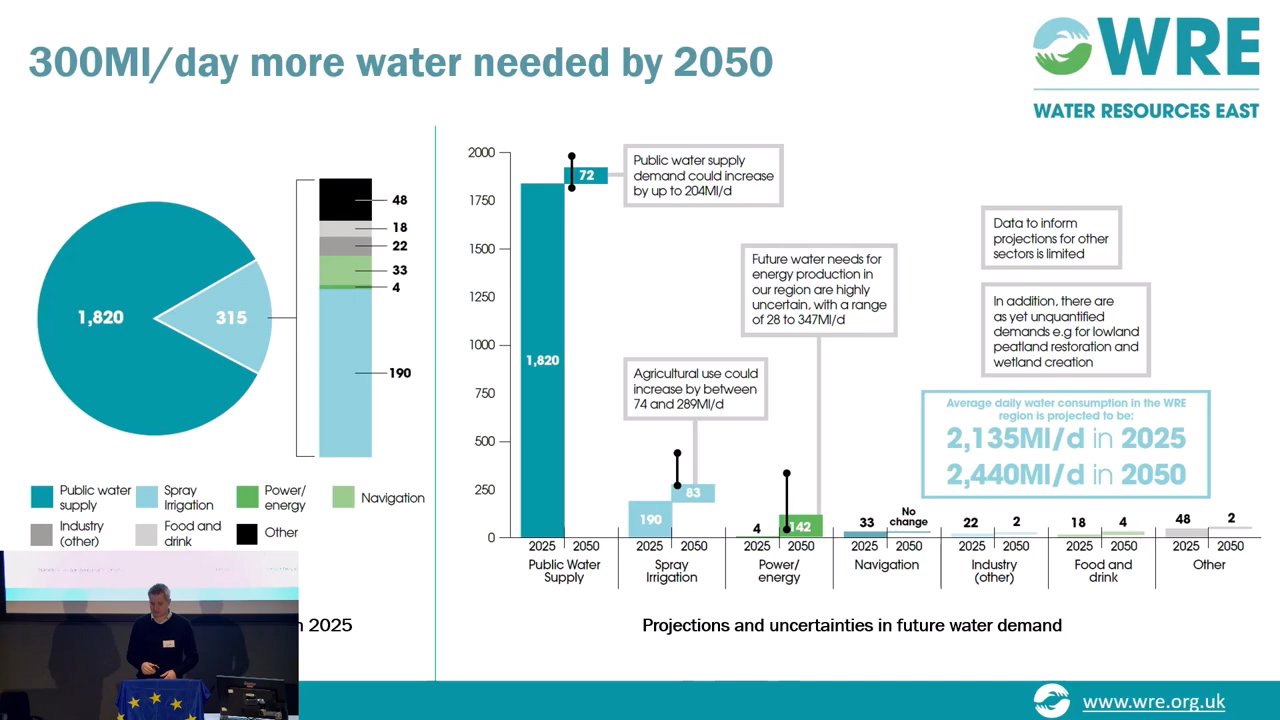 300Ml/day more water needed by 2050
WRE
WATER RESOURCES EAST
1,820
315
48
18
22
33
4
190
Public water
supply
Spray
Irrigation
Power/
energy
Navigation
Industry
(other)
Food and
drink
Other
2025
2000
1750
1500
1250
1000
750
500
250
0
1,820
72
Public water supply
demand could increase
by up to 204Ml/d
190
83
Agricultural use could
increase by between
74 and 289Ml/d
4
142
Future water needs for
energy production in
our region are highly
uncertain, with a range
of 28 to 347Ml/d
33
No
change
22
2
18
4
48
2
Data to inform
projections for other
sectors is limited
In addition, there are
as yet unquantified
demands e.g for lowland
peatland restoration and
wetland creation
Average daily water consumption in the WRE
region is projected to be:
2,135Ml/d in 2025
2,440Ml/d in 2050
2025 2050
Public Water
Supply
2025 2050
Spray
Irrigation
2025 2050
Power/
energy
2025 2050
Navigation
2025 2050
Industry
(other)
2025 2050
Food and
drink
2025 2050
Other
Projections and uncertainties in future water demand
www.wre.org.uk